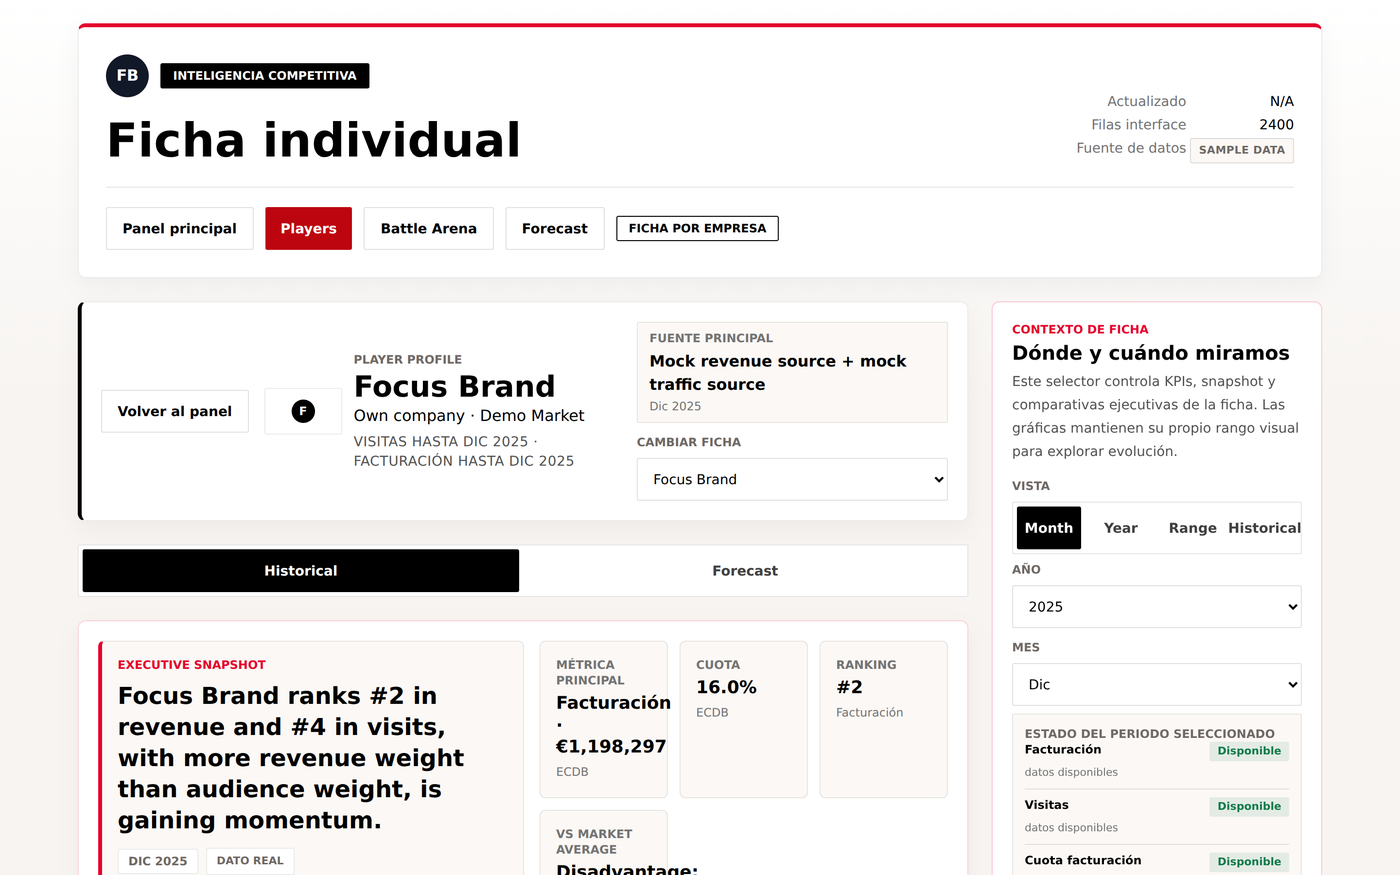 FB
INTELIGENCIA COMPETITIVA
Ficha individual
Actualizado N/A
Filas interface 2400
Fuente de datos SAMPLE DATA
Panel principal
Players
Battle Arena
Forecast
FICHA POR EMPRESA
Volver al panel
F
PLAYER PROFILE
Focus Brand
Own company · Demo Market
VISITAS HASTA DIC 2025 ·
FACTURACIÓN HASTA DIC 2025
FUENTE PRINCIPAL
Mock revenue source + mock
traffic source
Dic 2025
CAMBIAR FICHA
Focus Brand
Historical
Forecast
EXECUTIVE SNAPSHOT
Focus Brand ranks #2 in
revenue and #4 in visits,
with more revenue weight
than audience weight, is
gaining momentum.
DIC 2025
DATO REAL
MÉTRICA
PRINCIPAL
Facturación
·
€1,198,297
ECDB
CUOTA
16.0%
ECDB
RANKING
#2
Facturación
VS MARKET
AVERAGE
Disadvantage:
CONTEXTO DE FICHA
Dónde y cuándo miramos
Este selector controla KPIs, snapshot y
comparativas ejecutivas de la ficha. Las
gráficas mantienen su propio rango visual
para explorar evolución.
VISTA
Month Year Range Historical
AÑO
2025
MES
Dic
ESTADO DEL PERIODO SELECCIONADO
Facturación Disponible
datos disponibles
Visitas Disponible
datos disponibles
Cuota facturación Disponible